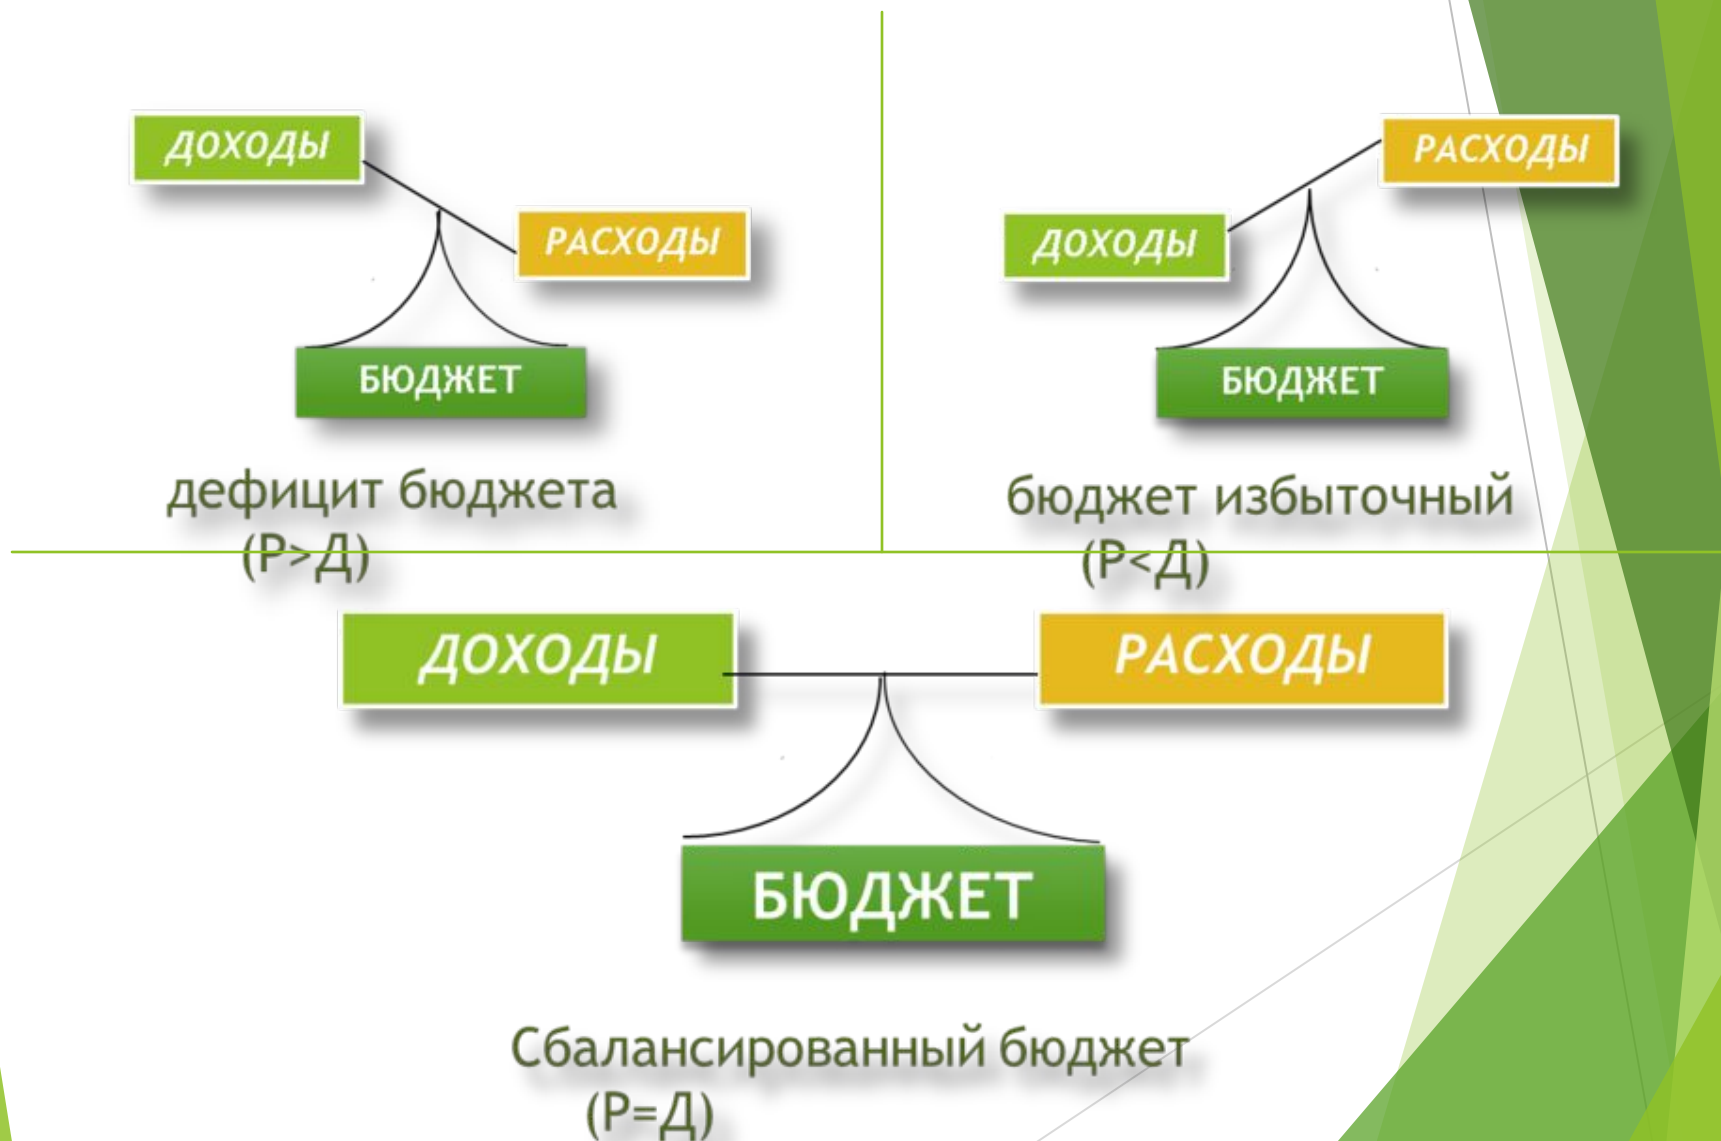 ДОХОДЫ
РАСХОДЫ
БЮДЖЕТ
дефицит бюджета
(Р>Д)
РАСХОДЫ
ДОХОДЫ
БЮДЖЕТ
бюджет избыточный
(Р<Д)
ДОХОДЫ
РАСХОДЫ
БЮДЖЕТ
Сбалансированный бюджет
(Р=Д)